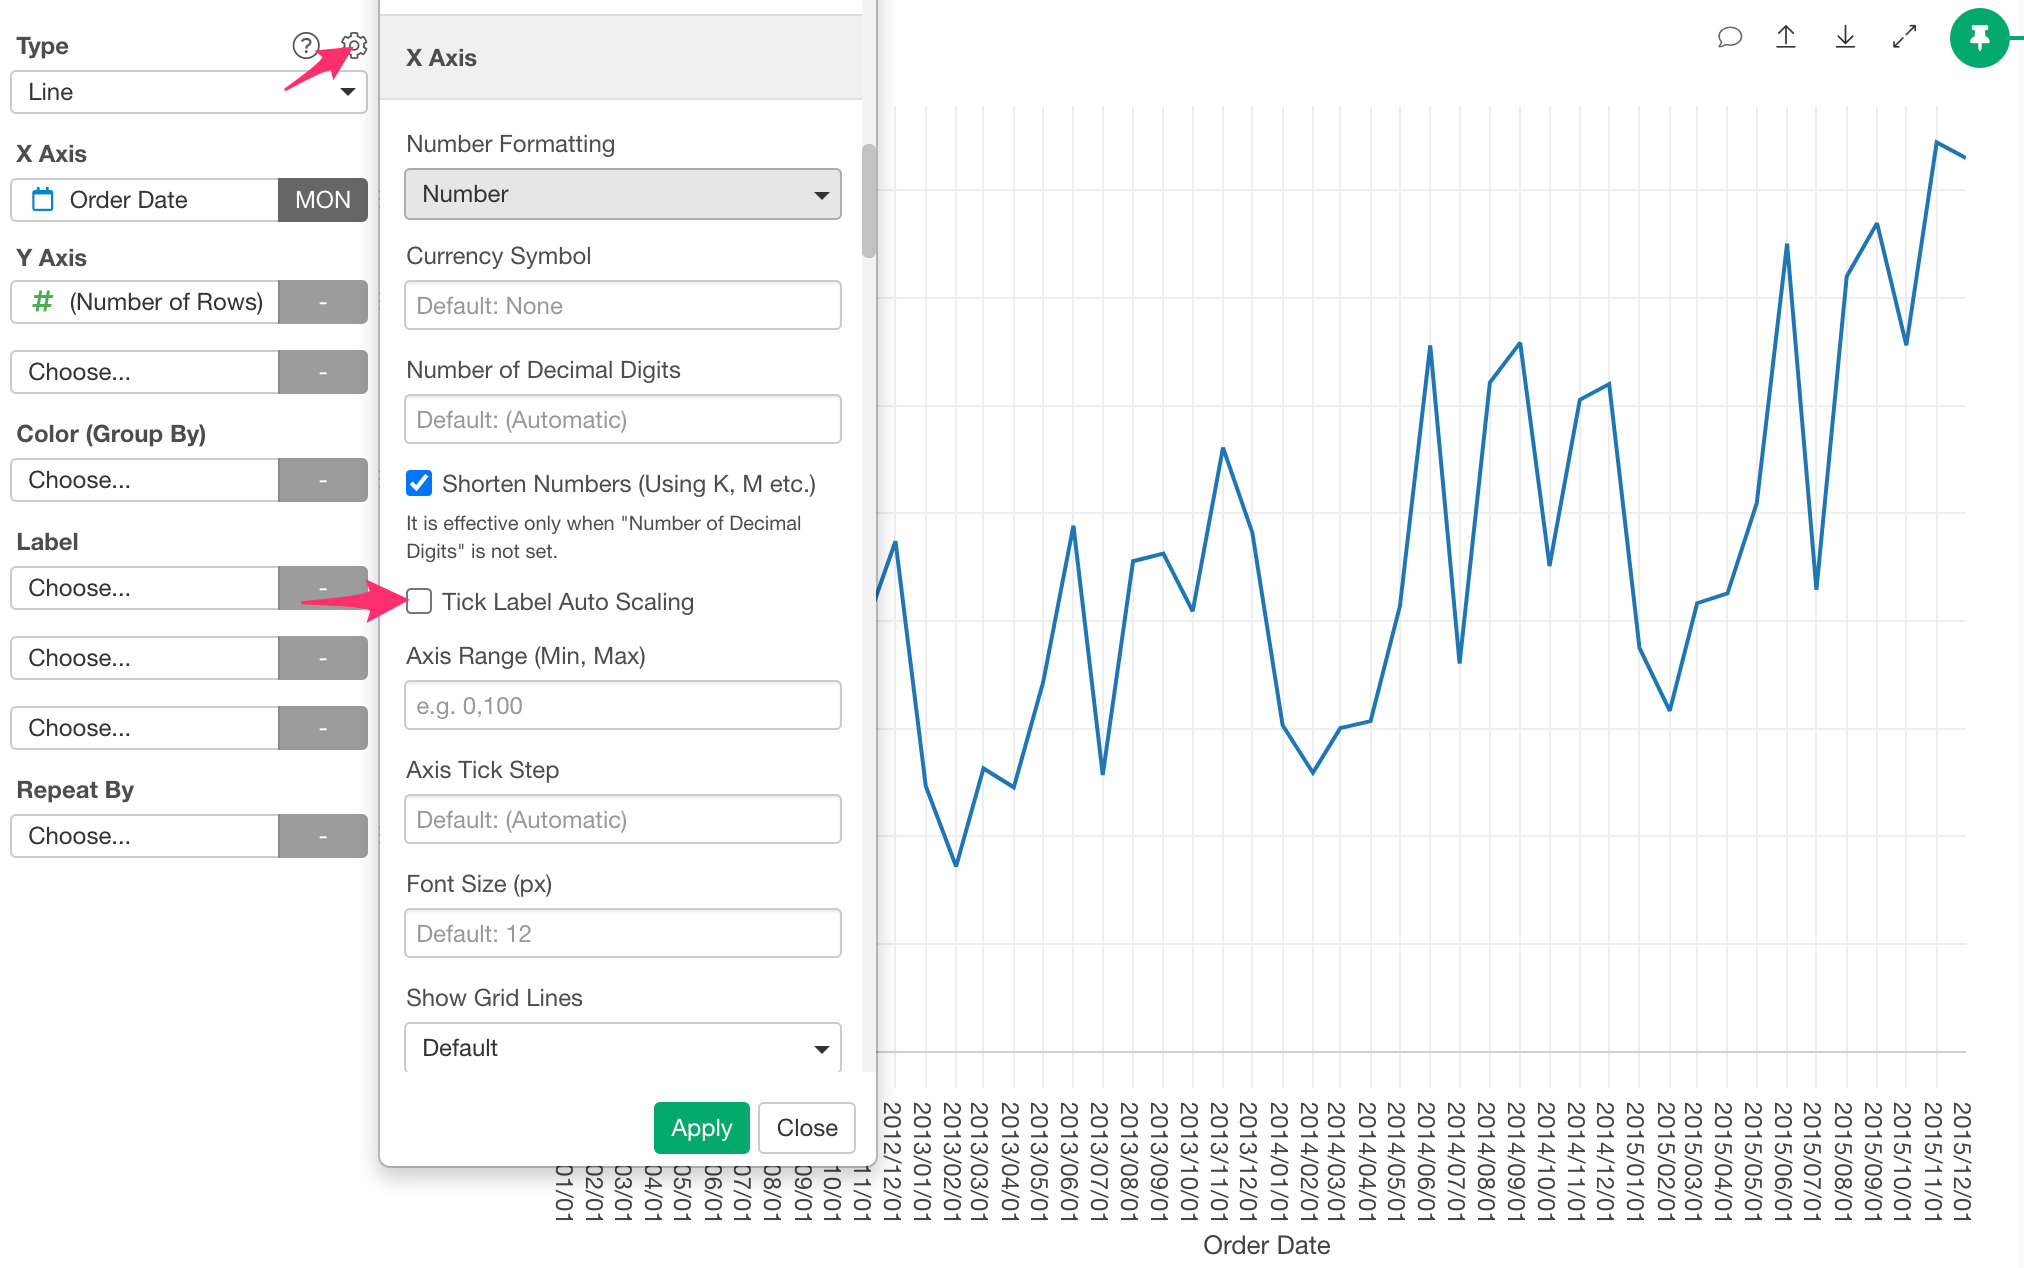 Type
Line
X Axis
Order Date
MON
Y Axis
# (Number of Rows)
-
Choose...
-
Color (Group By)
Choose...
-
Label
Choose...
-
Choose...
-
Choose...
-
Repeat By
Choose...
-
X Axis
Number Formatting
Number
Currency Symbol
Default: None
Number of Decimal Digits
Default: (Automatic)
Shorten Numbers (Using K, M etc.)
It is effective only when "Number of Decimal
Digits" is not set.
Tick Label Auto Scaling
Axis Range (Min, Max)
e.g. 0,100
Axis Tick Step
Default: (Automatic)
Font Size (px)
Default: 12
Show Grid Lines
Default
Apply
Close
01/01
02/01
03/01
04/01
05/01
06/01
07/01
08/01
09/01
10/01
11/01
2012/12/01
2013/01/01
2013/02/01
2013/03/01
2013/04/01
2013/05/01
2013/06/01
2013/07/01
2013/08/01
2013/09/01
2013/10/01
2013/11/01
2013/12/01
2014/01/01
2014/02/01
2014/03/01
2014/04/01
2014/05/01
2014/06/01
2014/07/01
2014/08/01
2014/09/01
2014/10/01
2014/11/01
2014/12/01
2015/01/01
2015/02/01
2015/03/01
2015/04/01
2015/05/01
2015/06/01
2015/07/01
2015/08/01
2015/09/01
2015/10/01
2015/11/01
2015/12/01
Order Date